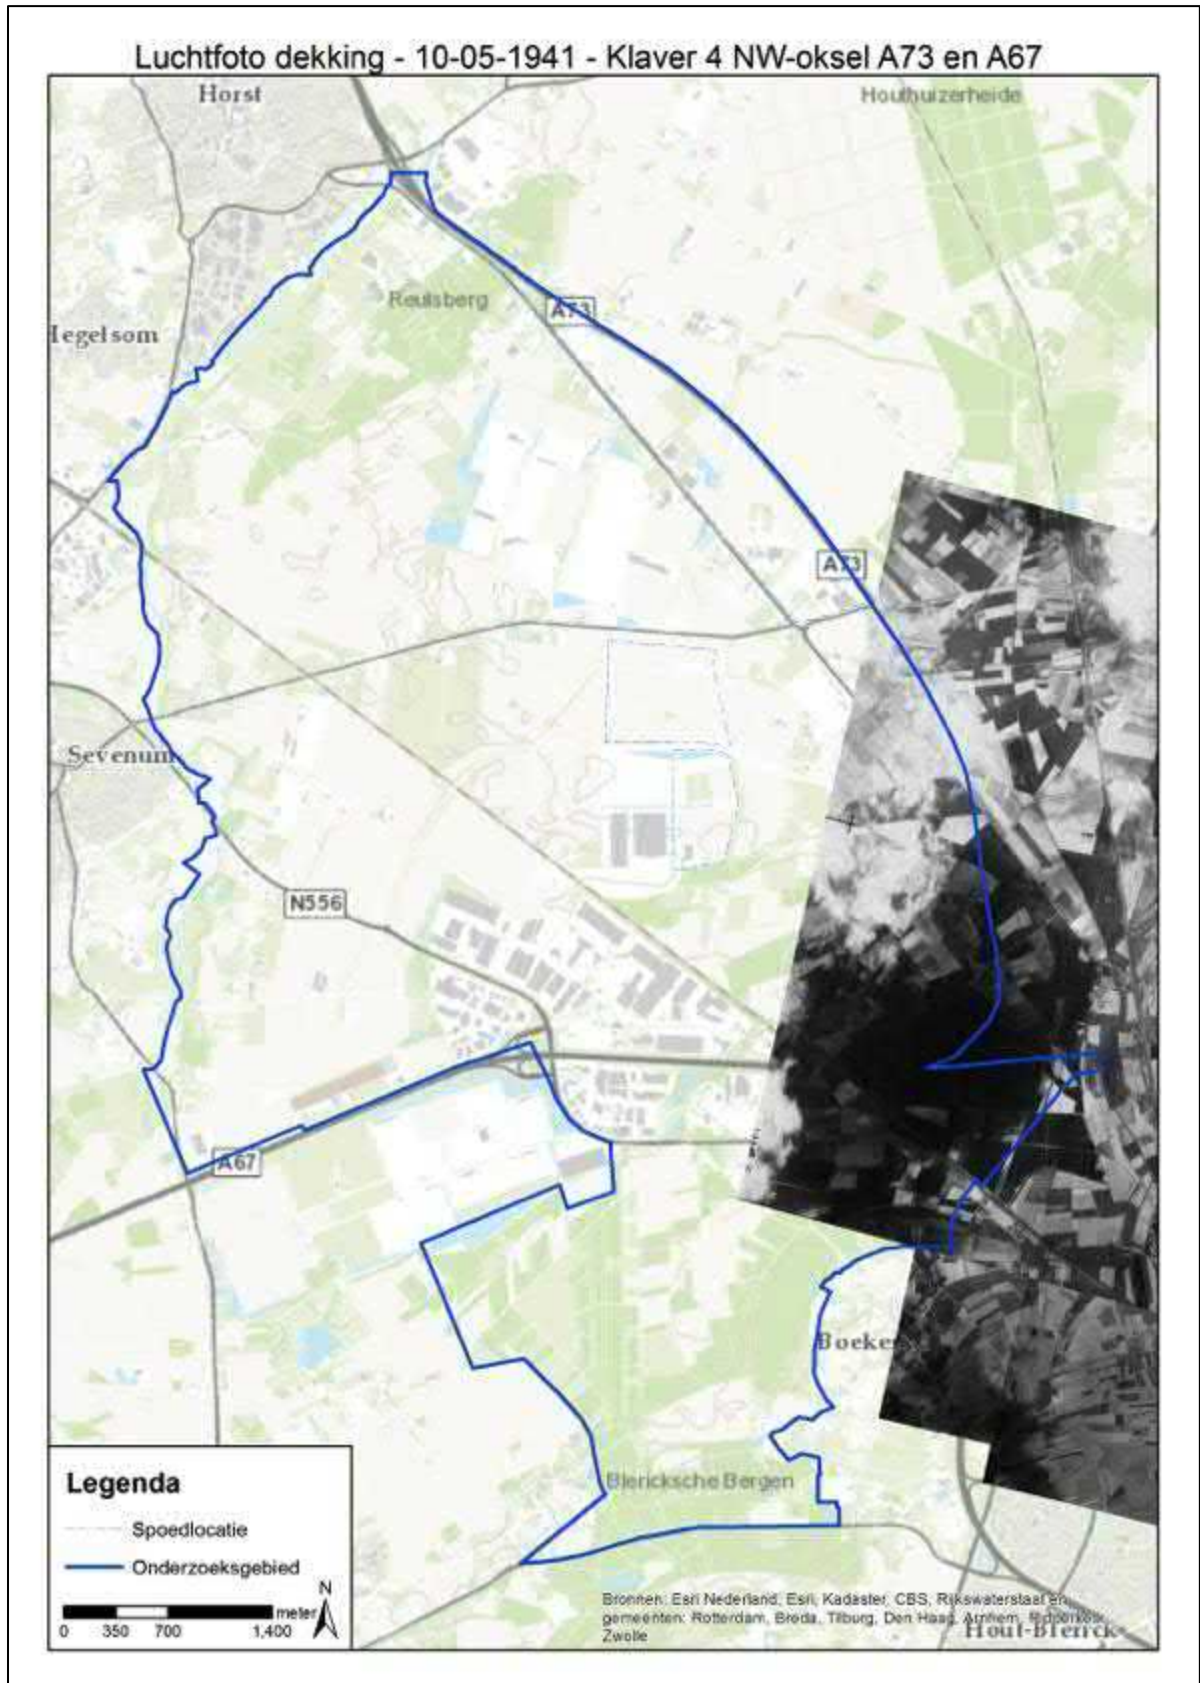 Luchtfoto dekking - 10-05-1941 - Klaver 4 NW-oksel A73 en A67
Horst
Houthuizerheide
Reulsberg
A73
Hegelsom
A73
Sevenum
N556
A67
Blericksche Bergen
Legenda
Spoedlocatie
Onderzoeksgebied
N
meter
0 350 700 1,400
Bronnen: Esri Nederland, Esri, Kadaster, CBS, Rijkswaterstaat en
gemeenten: Rotterdam, Breda, Tilburg, Den Haag, Arnhem, Ridderkerk,
Zwolle
Hout-Blerick